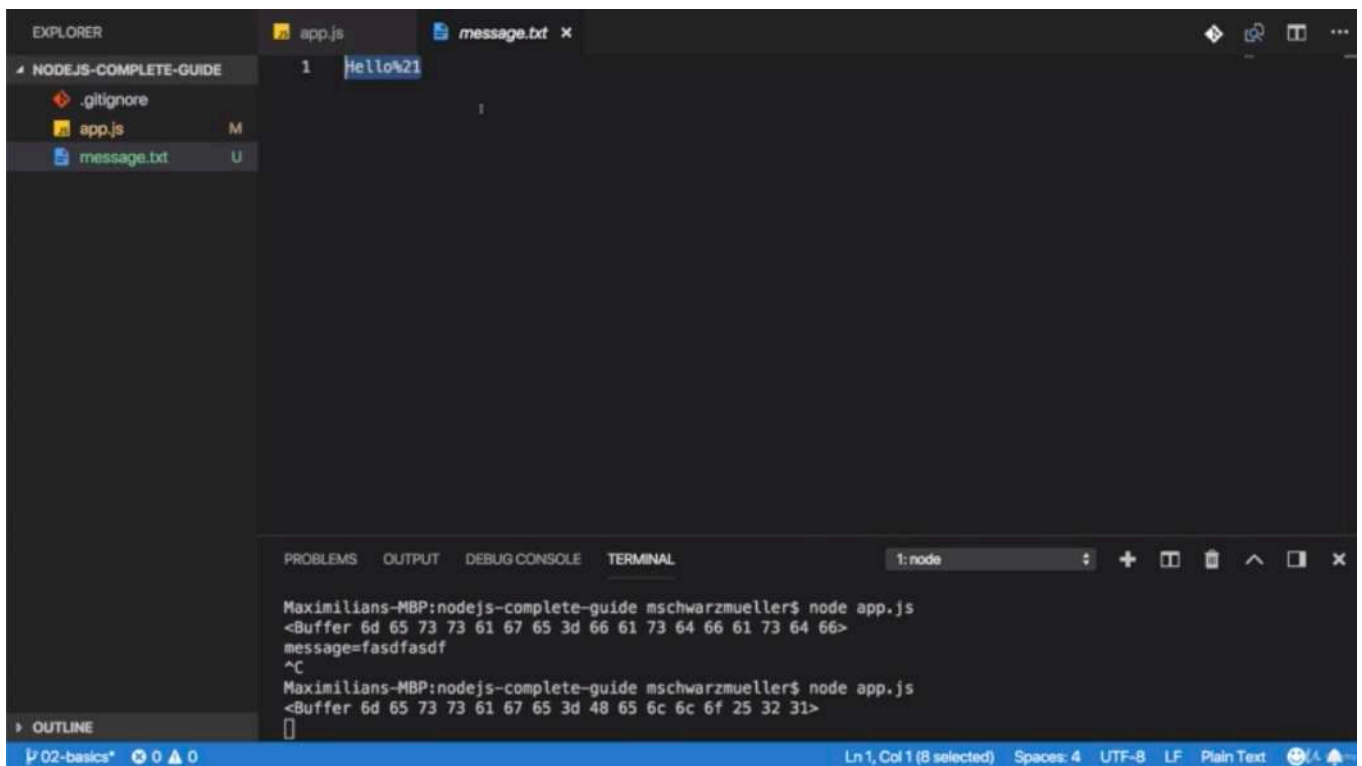 EXPLORER
NODEJS-COMPLETE-GUIDE
.gitignore
app.js M
message.txt U
OUTLINE
app.js message.txt
1 Hello%21
PROBLEMS OUTPUT DEBUG CONSOLE TERMINAL 1: node
Maximilians-MBP:nodejs-complete-guide mschwarzmueller$ node app.js
<Buffer 6d 65 73 73 61 67 65 3d 66 61 73 64 66 61 73 64 66>
message=fasdfasdf
^C
Maximilians-MBP:nodejs-complete-guide mschwarzmueller$ node app.js
<Buffer 6d 65 73 73 61 67 65 3d 48 65 6c 6c 6f 25 32 31>
02-basics* 0 0 Ln 1, Col 1 (8 selected) Spaces: 4 UTF-8 LF Plain Text